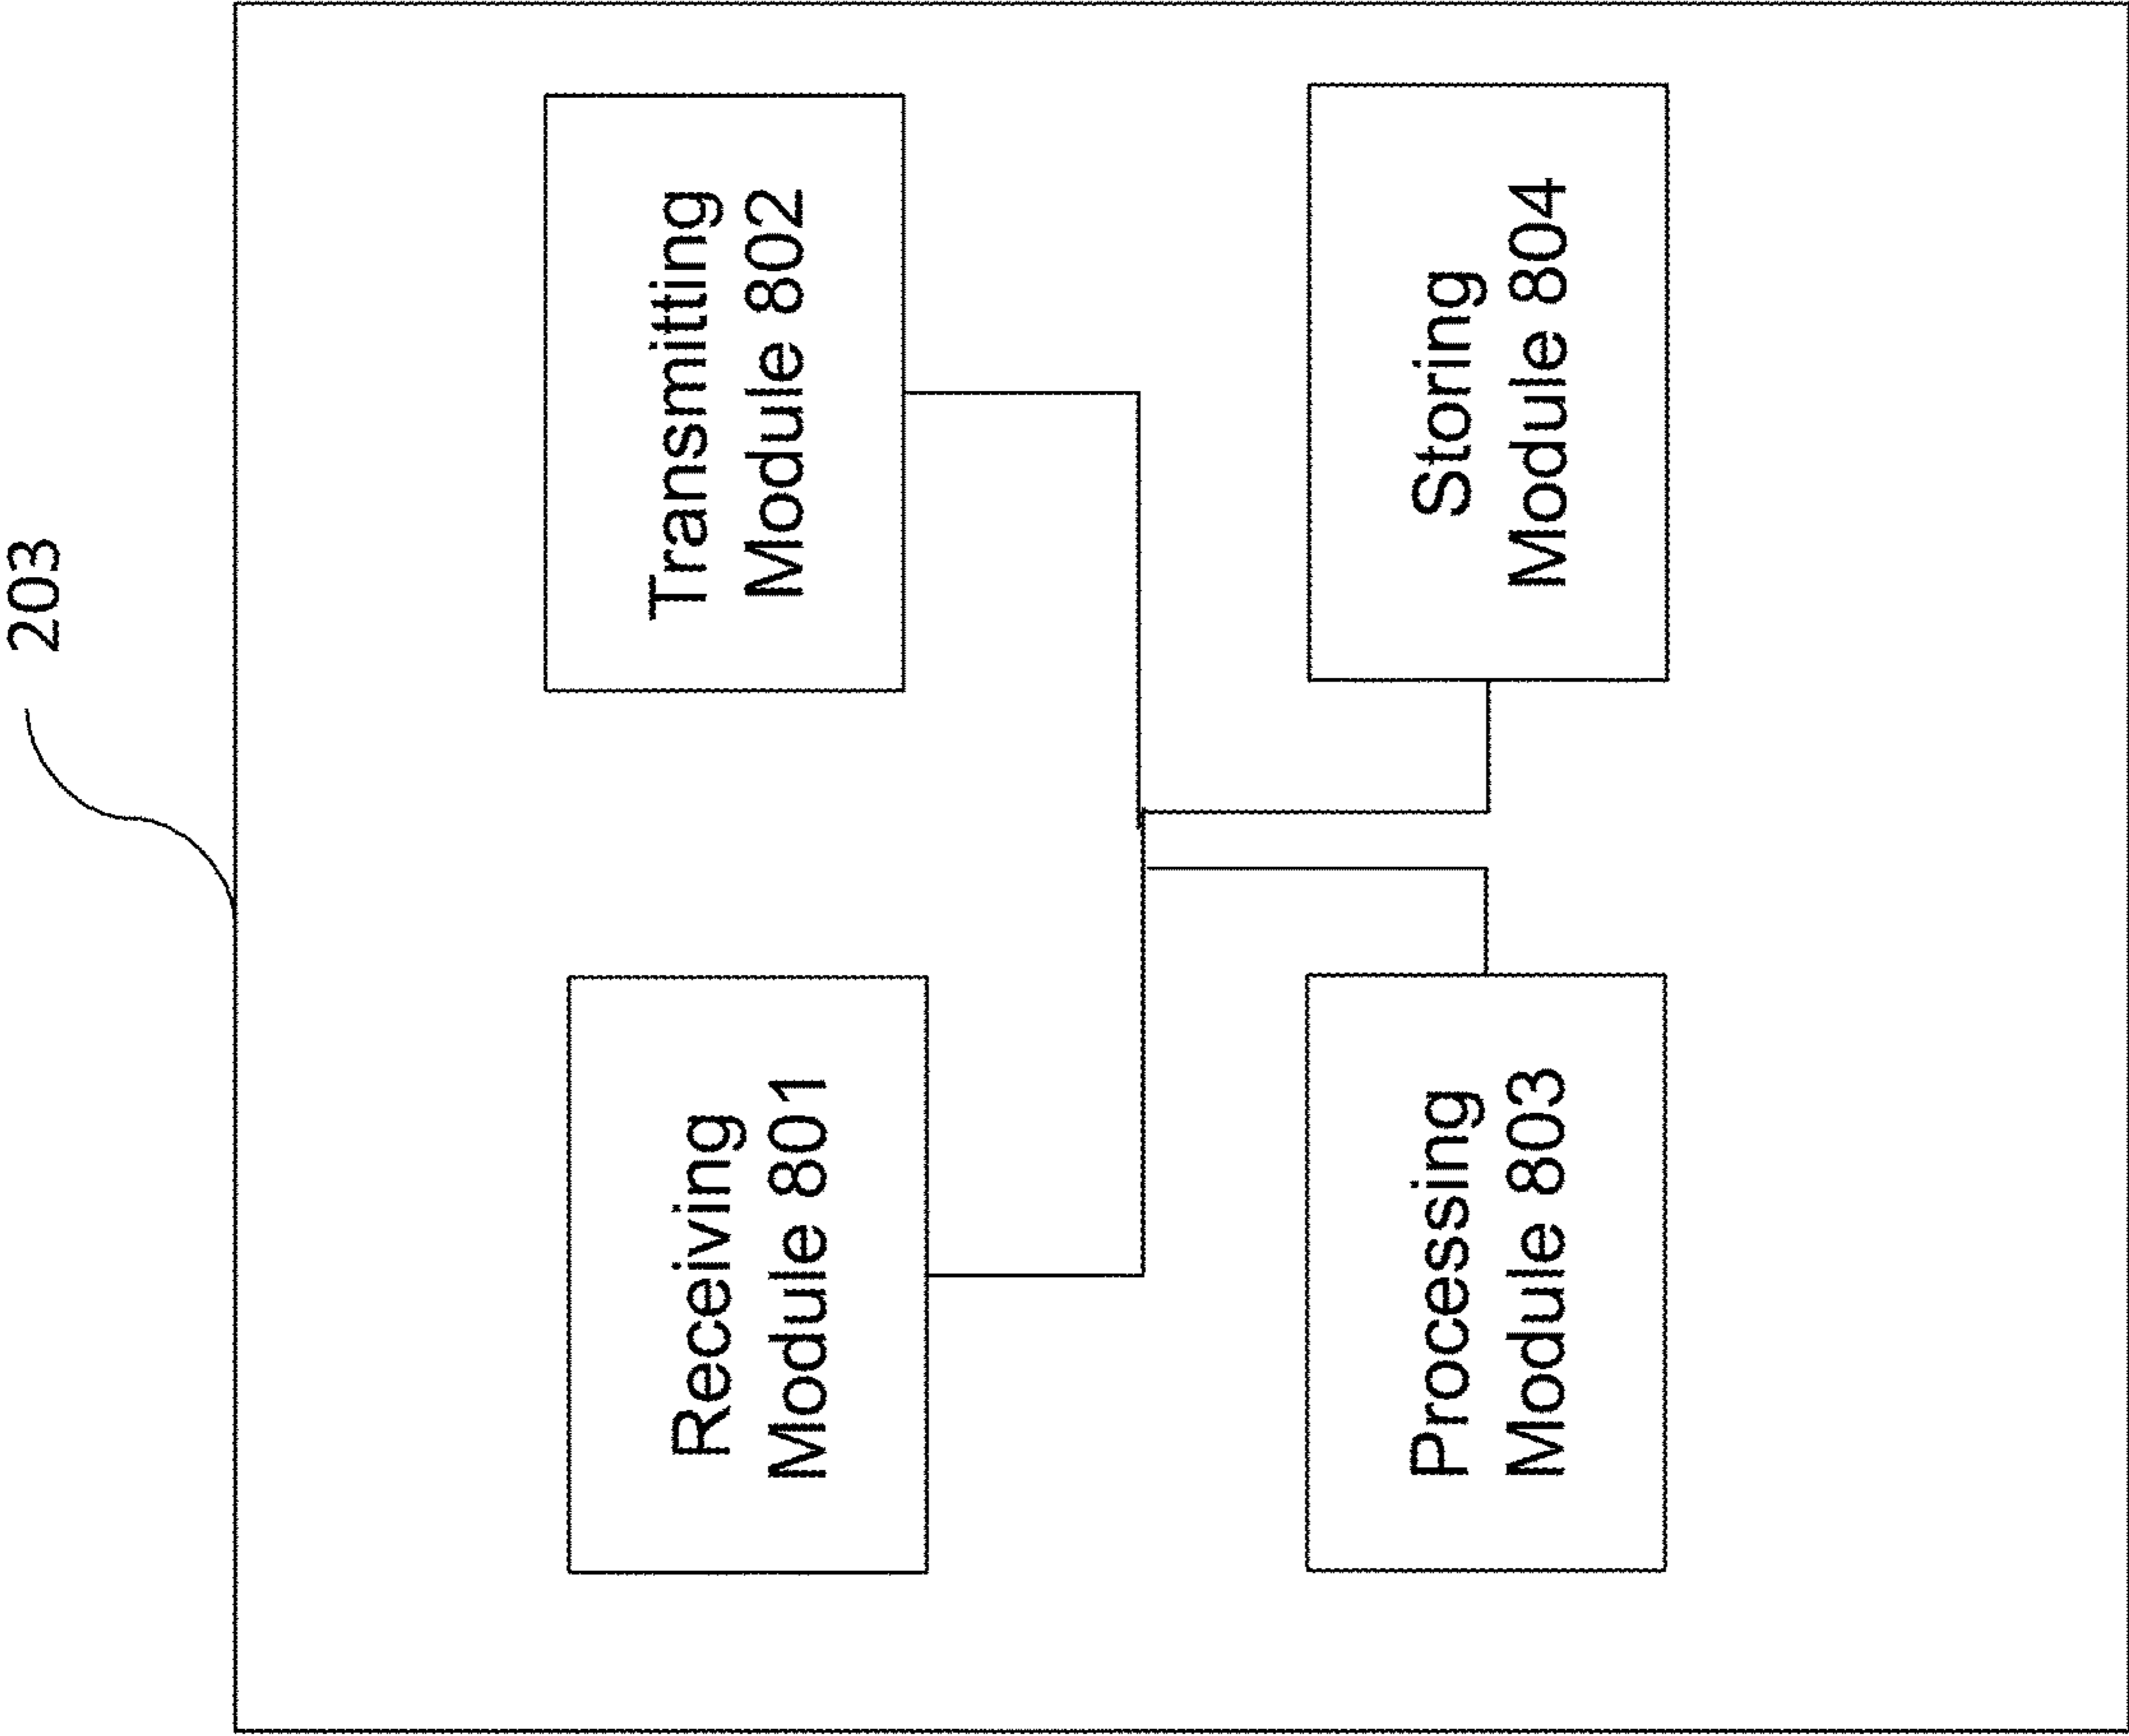 203
Receiving
Module 801
Transmitting
Module 802
Processing
Module 803
Storing
Module 804